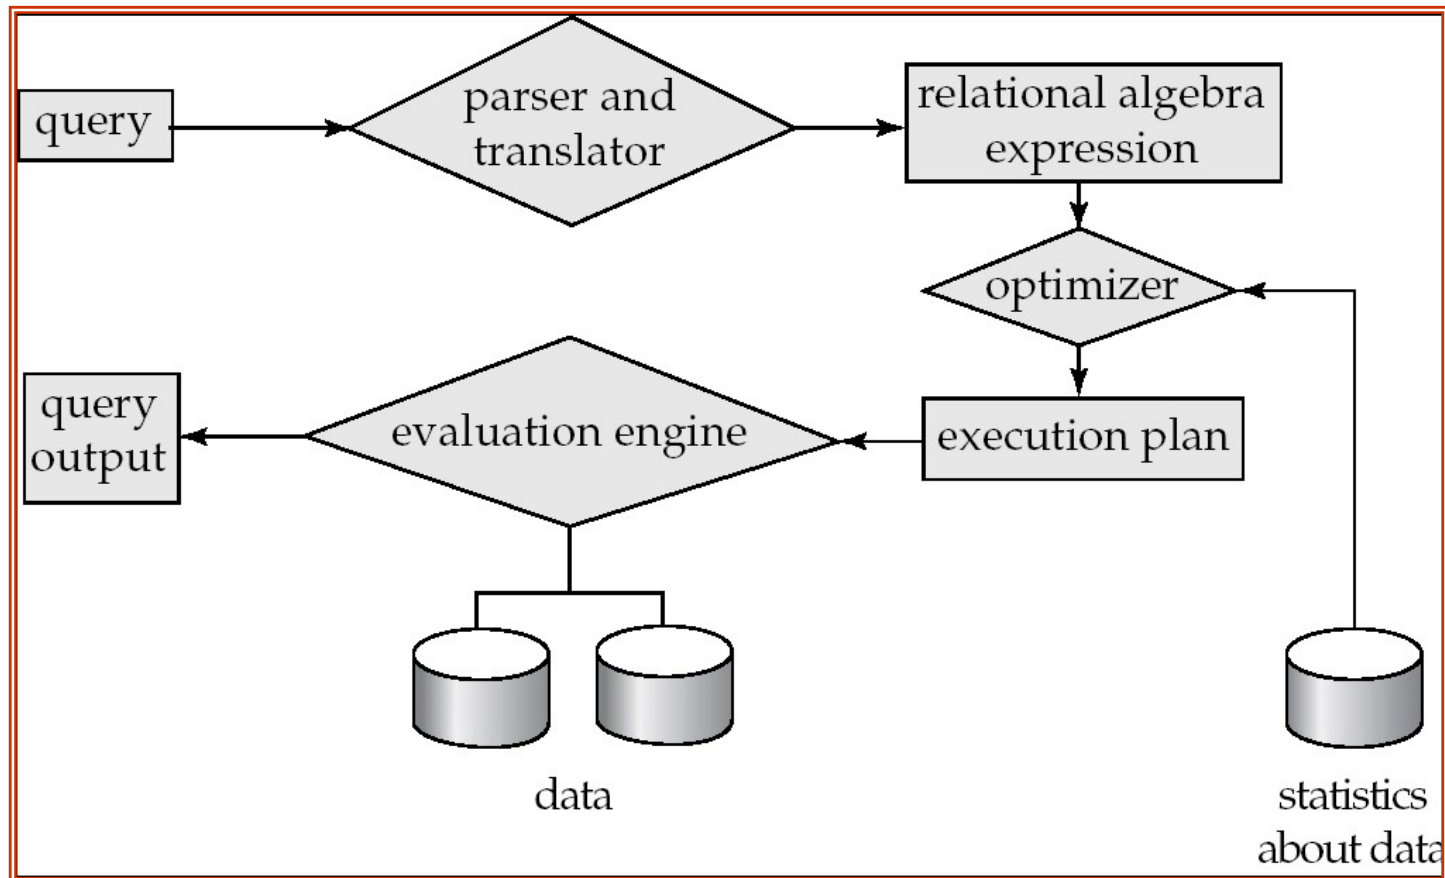 query
parser and
translator
relational algebra
expression
optimizer
query
output
evaluation engine
execution plan
data
statistics
about data